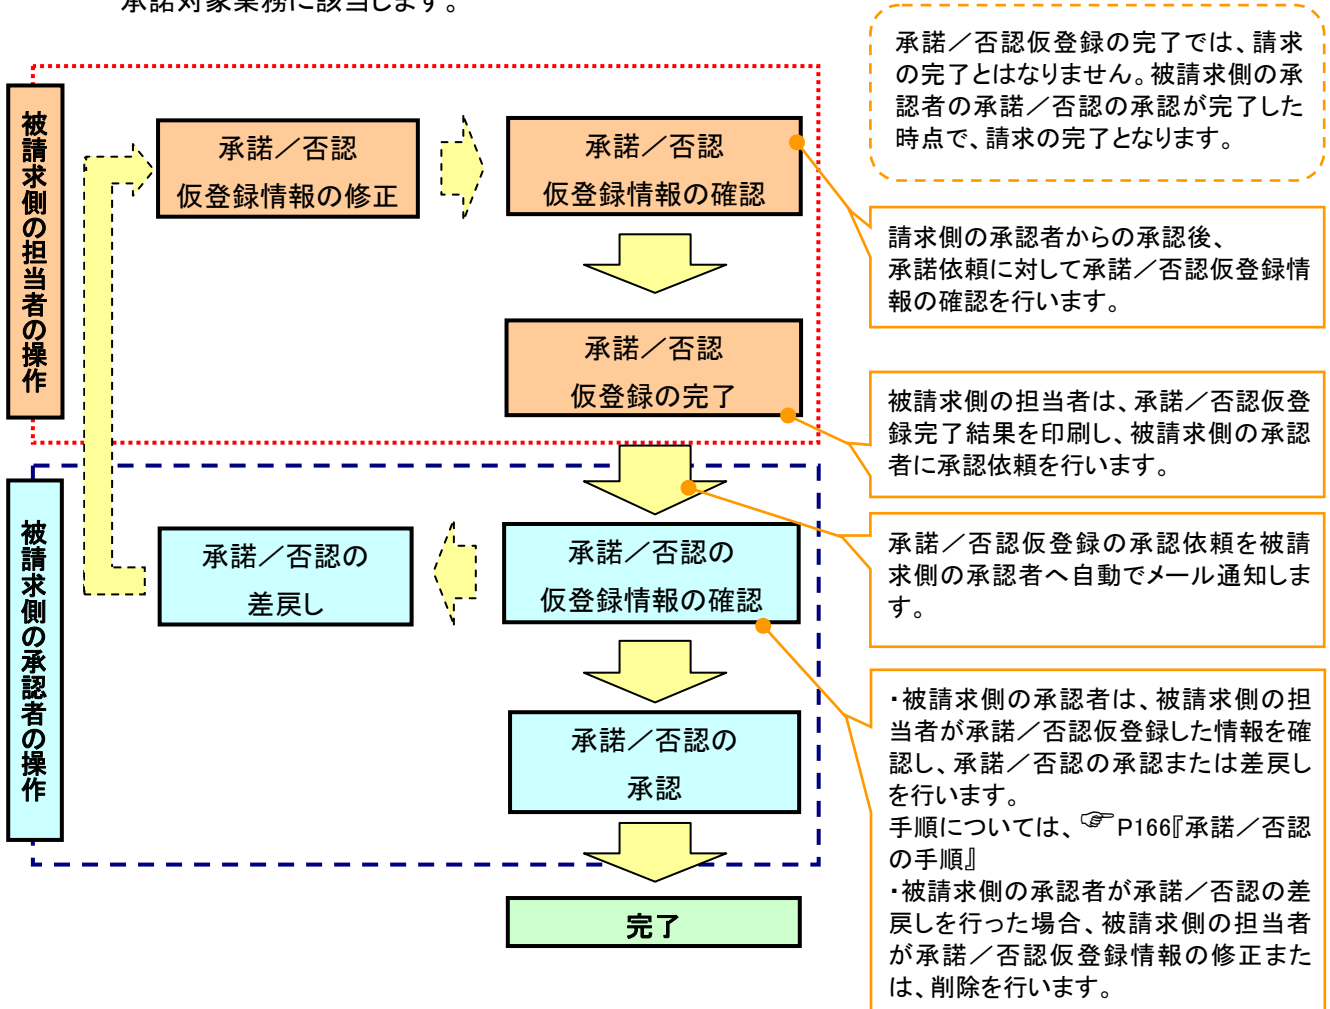 承諾対象業務に該当します。
承諾／否認仮登録の完了では、請求
の完了とはなりません。被請求側の承
認者の承諾／否認の承認が完了した
時点で、請求の完了となります。
被請求側の担当者の操作
承諾／否認
仮登録情報の修正
承諾／否認
仮登録情報の確認
請求側の承認者からの承認後、
承諾依頼に対して承諾／否認仮登録情
報の確認を行います。
承諾／否認
仮登録の完了
被請求側の担当者は、承諾／否認仮登
録完了結果を印刷し、被請求側の承認
者に承認依頼を行います。
被請求側の承認者の操作
承諾／否認の
差戻し
承諾／否認の
仮登録情報の確認
承諾／否認仮登録の承認依頼を被請
求側の承認者へ自動でメール通知しま
す。
承諾／否認の
承認
・被請求側の承認者は、被請求側の担
当者が承諾／否認仮登録した情報を確
認し、承諾／否認の承認または差戻し
を行います。
手順については、☞P166『承諾／否認
の手順』
・被請求側の承認者が承諾／否認の差
戻しを行った場合、被請求側の担当者
が承諾／否認仮登録情報の修正また
は、削除を行います。
完了